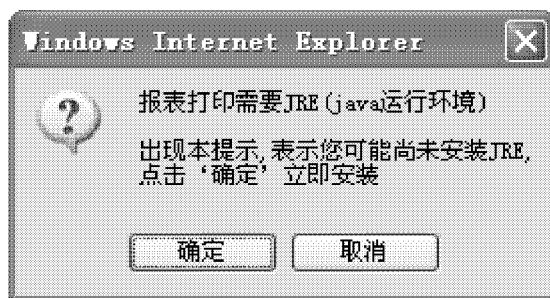 Windows Internet Explorer
报表打印需要JRE(java运行环境)
出现本提示,表示您可能尚未安装JRE,
点击‘确定’立即安装
确定
取消